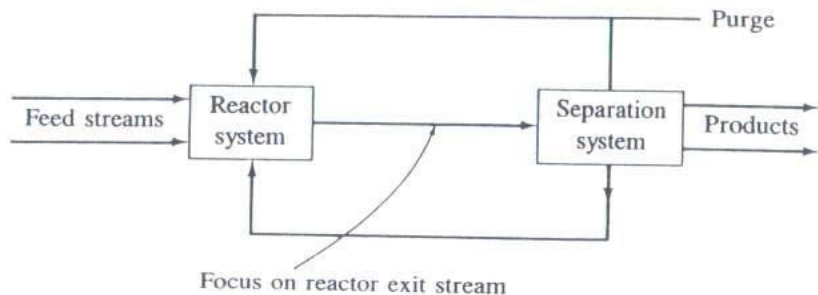 Purge
Reactor
system
Feed streams
Separation
system
Products
Focus on reactor exit stream